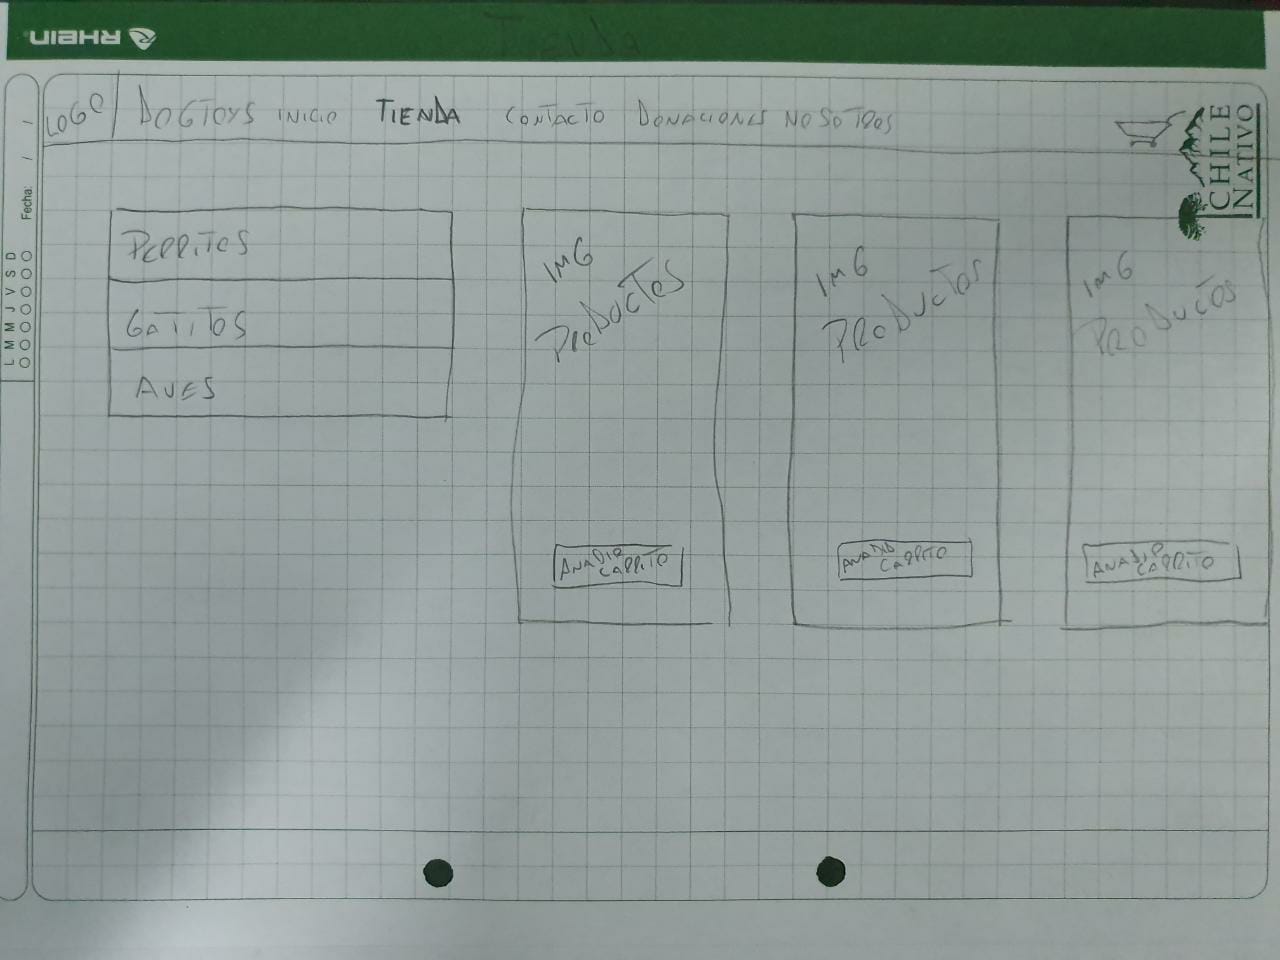 RHEIN
TIENDA
LOGO DOGTOYS INICIO TIENDA CONTACTO DONACIONES NOSOTROS
CHILE
NATIVO
Fecha: / /
L M M J V S D
PERRITOS
GATITOS
AVES
IMG
PRODUCTOS
AÑADIR
CARRITO
IMG
PRODUCTOS
AÑADIR
CARRITO
IMG
PRODUCTOS
AÑADIR
CARRITO